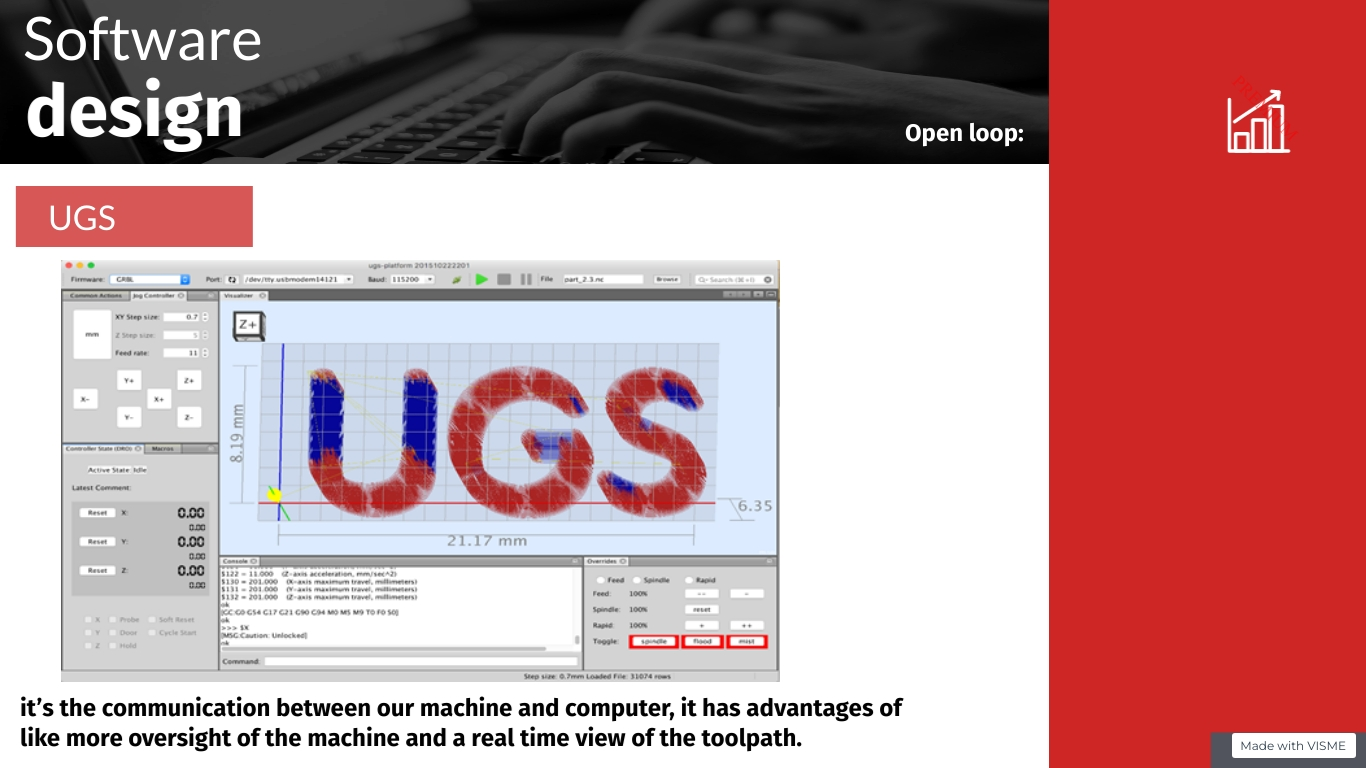 Software
design
Open loop:
UGS
ugs-platform 201510222201
Firmware: GRBL Port: /dev/tty.usbmodem14121 Baud: 115200 File part_2.3.nc Browse Search (⌘+I)
Common Actions Jog Controller Visualizer
mm
XY Step size: 0.7
Z Step size: 5
Feed rate: 11
Y+ Z+
X- X+
Y- Z-
Z+
UGS
8.19 mm
21.17 mm
6.35
Controller State (DRO) Macros
Active State: Idle
Latest Comment:
Reset X: 0.00
0.00
Reset Y: 0.00
0.00
Reset Z: 0.00
0.00
X Probe Soft Reset
Y Door Cycle Start
Z Hold
Console
$122 = 11.000 (Z-axis acceleration, mm/sec^2)
$130 = 201.000 (X-axis maximum travel, millimeters)
$131 = 201.000 (Y-axis maximum travel, millimeters)
$132 = 201.000 (Z-axis maximum travel, millimeters)
ok
[GC:G0 G54 G17 G21 G90 G94 M0 M5 M9 T0 F0 S0]
ok
>>> $X
[MSG:Caution: Unlocked]
ok
Command:
Overrides
Feed Spindle Rapid
Feed: 100% -- -
Spindle: 100% reset
Rapid: 100% + ++
Toggle: spindle flood mist
Step size: 0.7mm Loaded File: 31074 rows
it’s the communication between our machine and computer, it has advantages of
like more oversight of the machine and a real time view of the toolpath.
Made with VISME